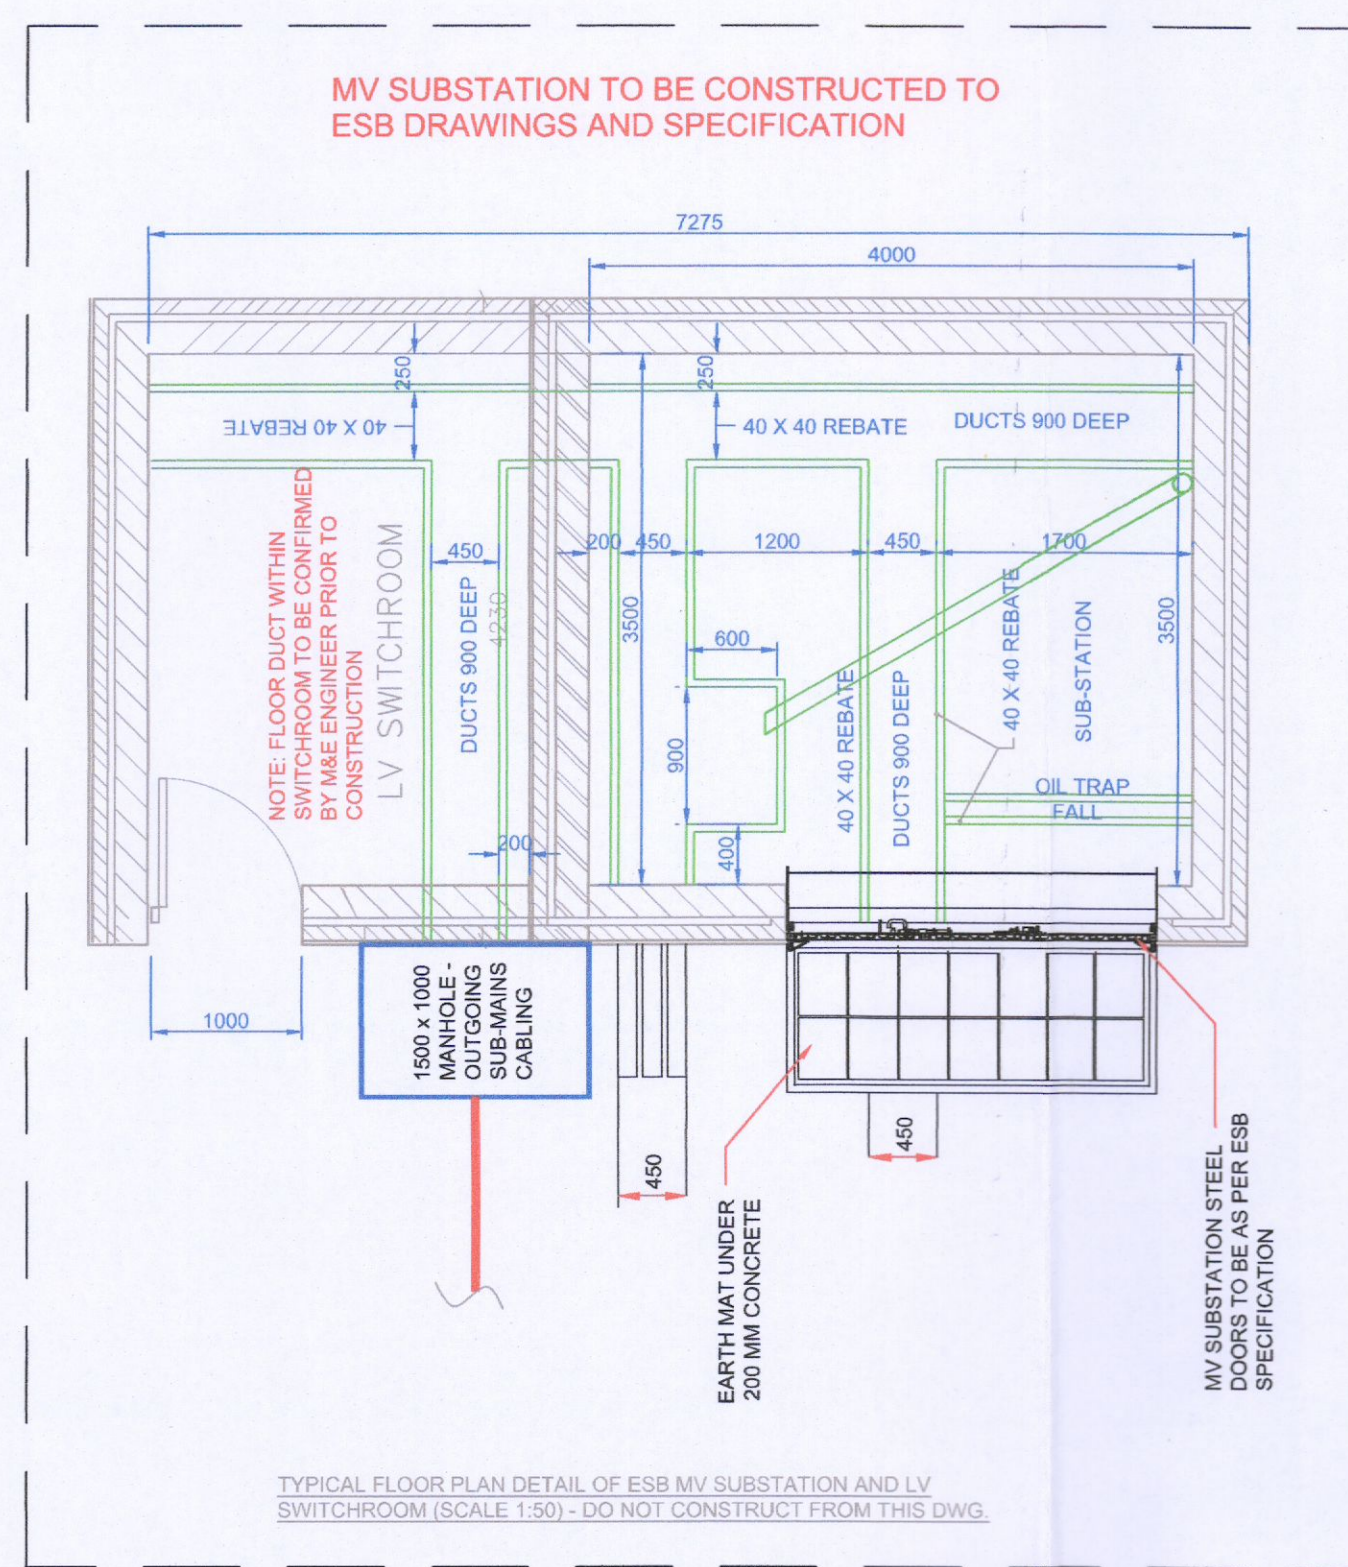 MV SUBSTATION TO BE CONSTRUCTED TO
ESB DRAWINGS AND SPECIFICATION
7275
4000
250
250
40 X 40 REBATE
40 X 40 REBATE
DUCTS 900 DEEP
NOTE: FLOOR DUCT WITHIN
SWITCHROOM TO BE CONFIRMED
BY M&E ENGINEER PRIOR TO
CONSTRUCTION
LV SWITCHROOM
450
DUCTS 900 DEEP
4230
200
450
1200
450
1700
3500
600
900
400
40 X 40 REBATE
DUCTS 900 DEEP
40 X 40 REBATE
SUB-STATION
3500
OIL TRAP
FALL
200
1000
1500 x 1000
MANHOLE -
OUTGOING
SUB-MAINS
CABLING
450
450
EARTH MAT UNDER
200 MM CONCRETE
MV SUBSTATION STEEL
DOORS TO BE AS PER ESB
SPECIFICATION
TYPICAL FLOOR PLAN DETAIL OF ESB MV SUBSTATION AND LV
SWITCHROOM (SCALE 1:50) - DO NOT CONSTRUCT FROM THIS DWG.